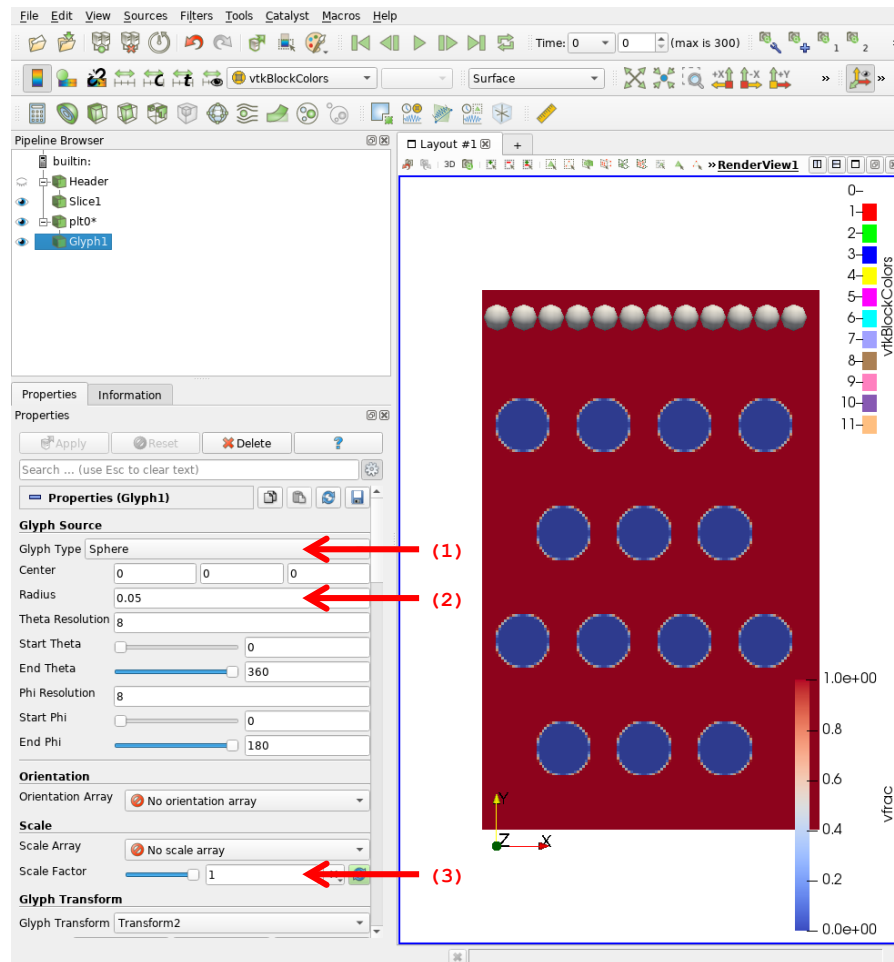 File Edit View Sources Filters Tools Catalyst Macros Help
Time: 0 0 (max is 300) 1 2
vtkBlockColors Surface +X -X +Y » »
Pipeline Browser
Layout #1 +
builtin:
3D » RenderView1
Header
Slice1
plt0*
Glyph1
0
1
2
3
4
5
6
7
8
9
10
11
vtkBlockColors
Properties Information
Properties
Apply Reset Delete ?
Search ... (use Esc to clear text)
Properties (Glyph1)
Glyph Source
Glyph Type Sphere (1)
Center 0 0 0
Radius 0.05 (2)
Theta Resolution 8
Start Theta 0
End Theta 360
Phi Resolution 8
Start Phi 0
End Phi 180
Orientation
Orientation Array No orientation array
Scale
Scale Array No scale array
Scale Factor 1 (3)
Glyph Transform
Glyph Transform Transform2
Y
Z X
1.0e+00
0.8
0.6
0.4
0.2
0.0e+00
vfrac